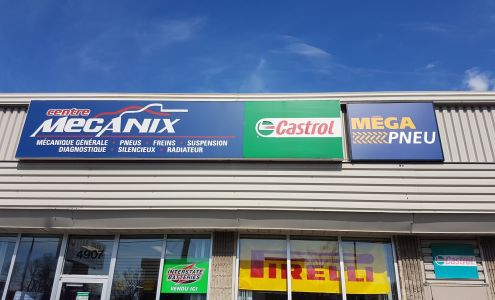 centre
MECANIX
MÉCANIQUE GÉNÉRALE • PNEUS • FREINS • SUSPENSION
DIAGNOSTIQUE • SILENCIEUX • RADIATEUR
Castrol
MÉGA
PNEU
4907
INTERSTATE
BATTERIES
VENDU ICI
PIRELLI
Castrol